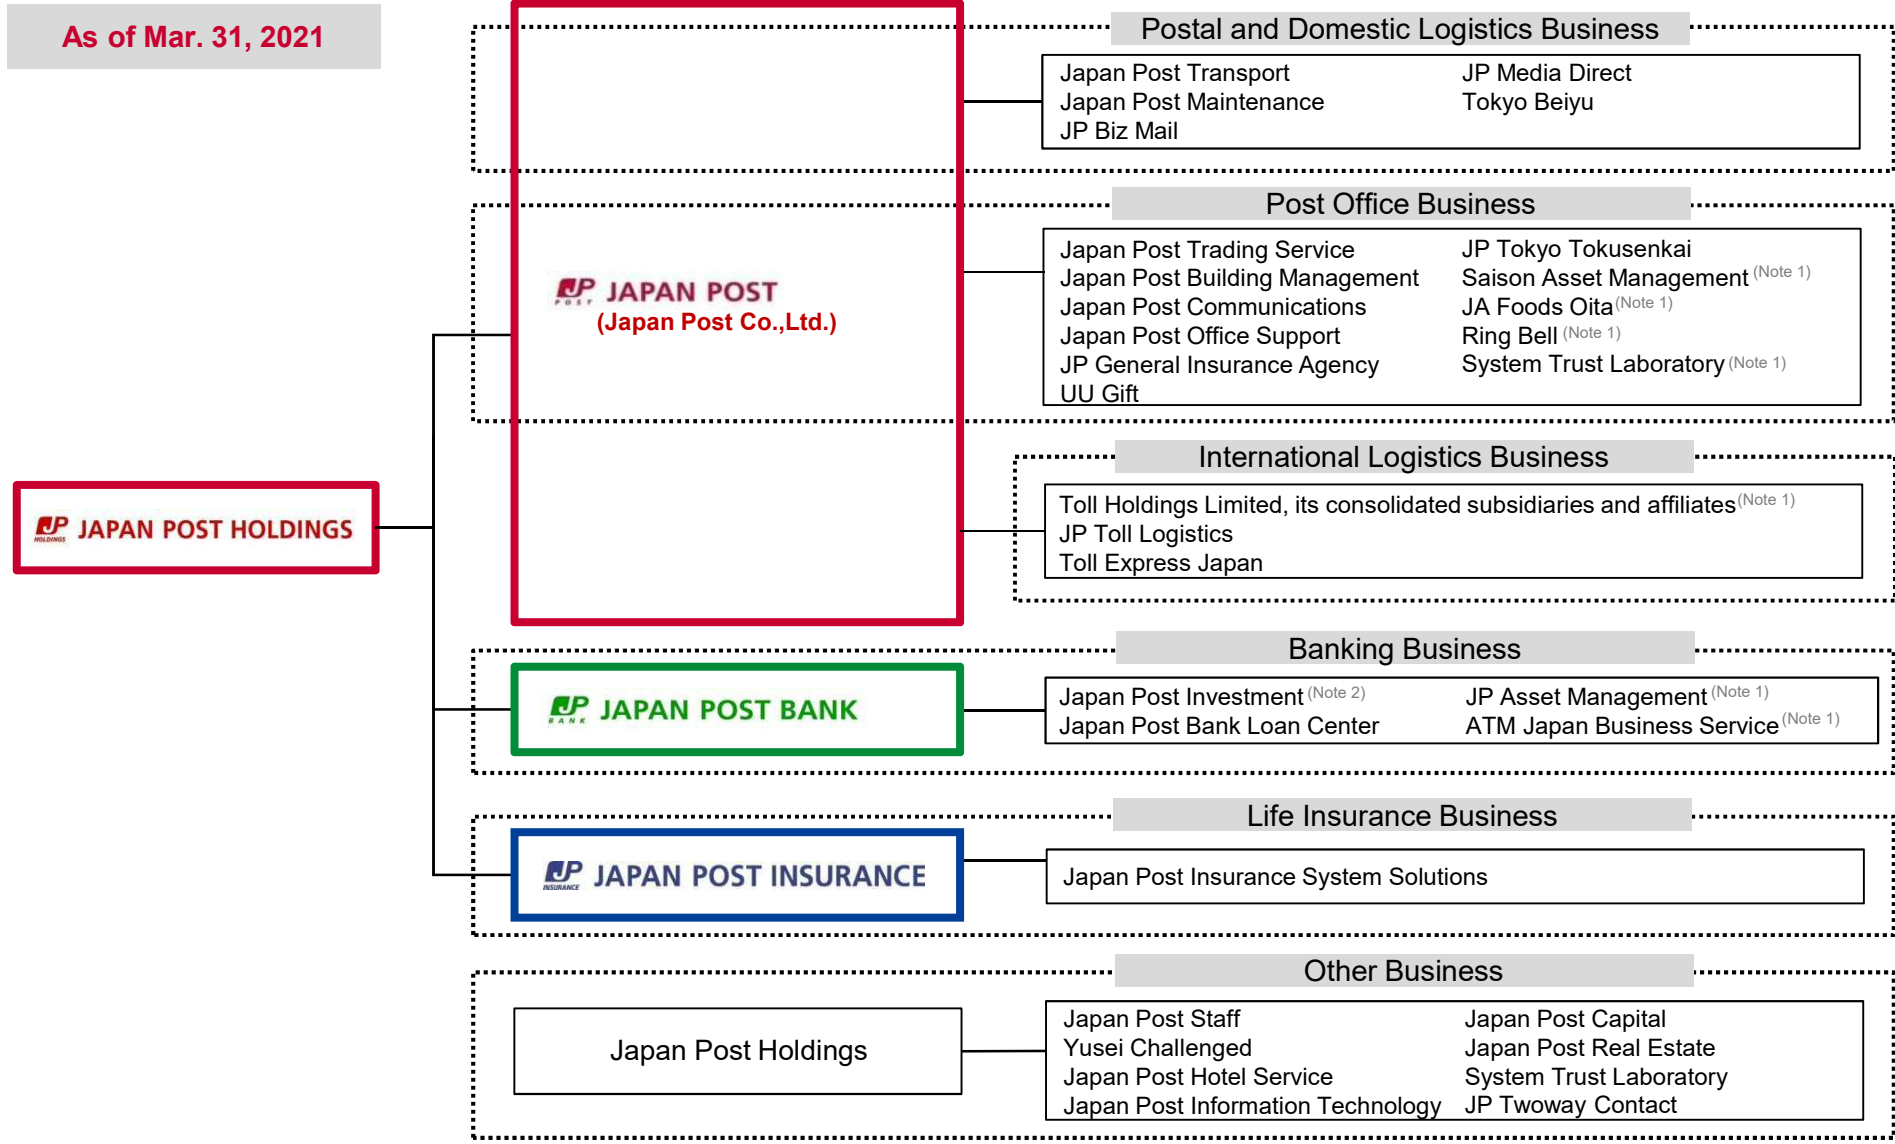 As of Mar. 31, 2021
Postal and Domestic Logistics Business
Japan Post Transport
Japan Post Maintenance
JP Biz Mail
JP Media Direct
Tokyo Beiyu
Post Office Business
JP POST JAPAN POST
(Japan Post Co.,Ltd.)
Japan Post Trading Service
Japan Post Building Management
Japan Post Communications
Japan Post Office Support
JP General Insurance Agency
UU Gift
JP Tokyo Tokusenkai
Saison Asset Management (Note 1)
JA Foods Oita (Note 1)
Ring Bell (Note 1)
System Trust Laboratory (Note 1)
International Logistics Business
Toll Holdings Limited, its consolidated subsidiaries and affiliates (Note 1)
JP Toll Logistics
Toll Express Japan
JP HOLDINGS JAPAN POST HOLDINGS
Banking Business
JP BANK JAPAN POST BANK
Japan Post Investment (Note 2)
Japan Post Bank Loan Center
JP Asset Management (Note 1)
ATM Japan Business Service (Note 1)
Life Insurance Business
JP INSURANCE JAPAN POST INSURANCE
Japan Post Insurance System Solutions
Other Business
Japan Post Holdings
Japan Post Staff
Yusei Challenged
Japan Post Hotel Service
Japan Post Information Technology
Japan Post Capital
Japan Post Real Estate
System Trust Laboratory
JP Twoway Contact